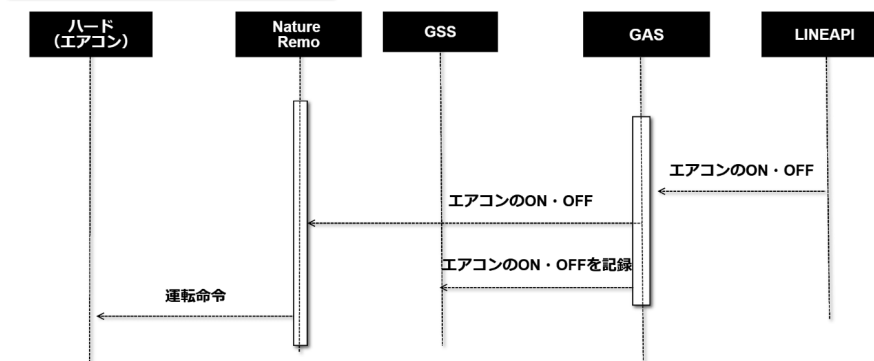 ハード
（エアコン）
Nature
Remo
GSS
GAS
LINEAPI
エアコンのON・OFF
エアコンのON・OFF
エアコンのON・OFFを記録
運転命令